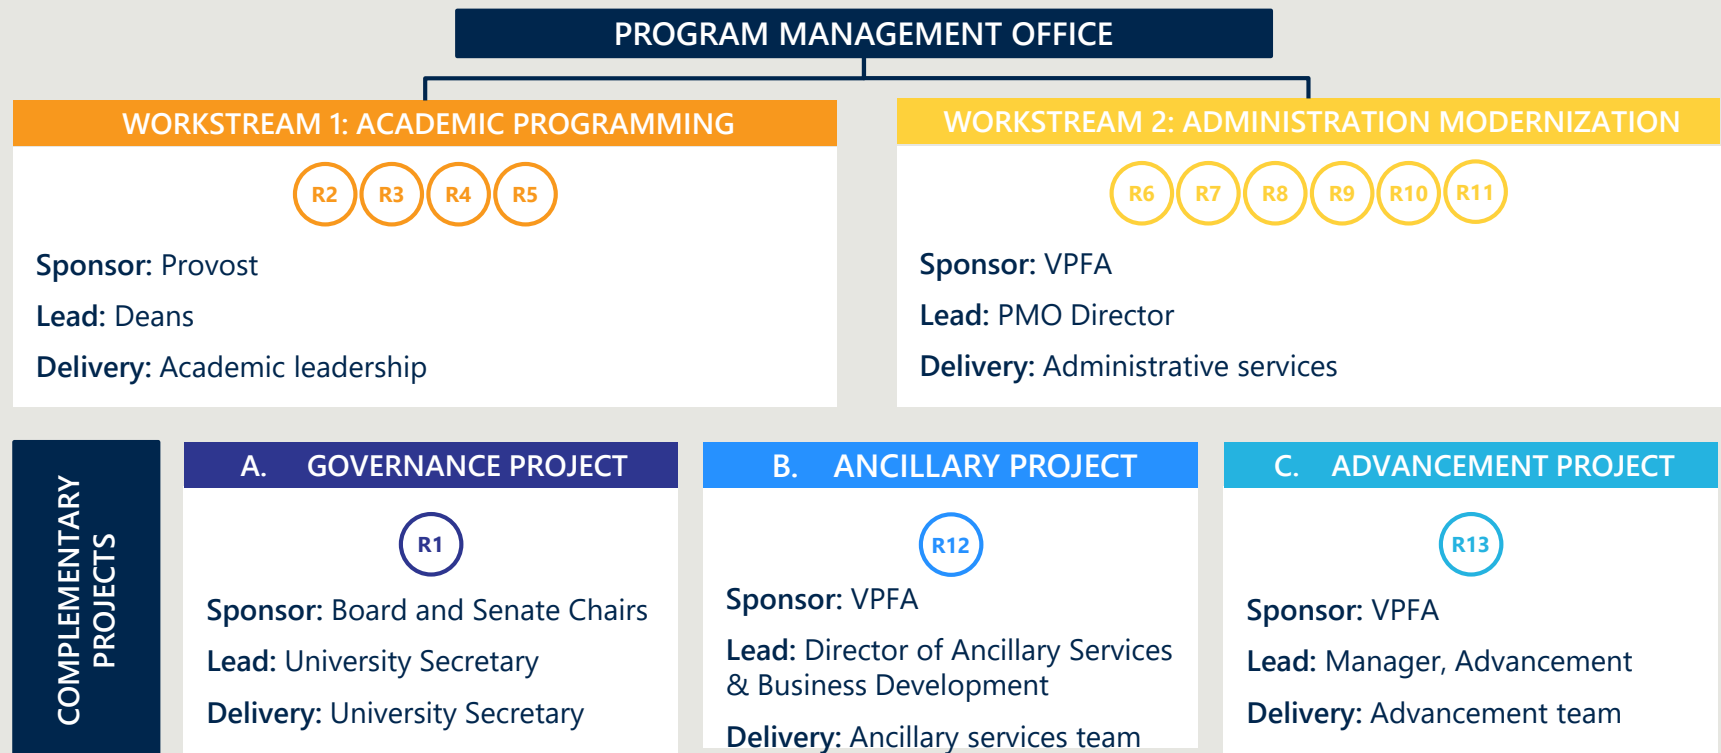 PROGRAM MANAGEMENT OFFICE
WORKSTREAM 1: ACADEMIC PROGRAMMING
R2 R3 R4 R5
Sponsor: Provost
Lead: Deans
Delivery: Academic leadership
WORKSTREAM 2: ADMINISTRATION MODERNIZATION
R6 R7 R8 R9 R10 R11
Sponsor: VPFA
Lead: PMO Director
Delivery: Administrative services
COMPLEMENTARY
PROJECTS
A. GOVERNANCE PROJECT
R1
Sponsor: Board and Senate Chairs
Lead: University Secretary
Delivery: University Secretary
B. ANCILLARY PROJECT
R12
Sponsor: VPFA
Lead: Director of Ancillary Services
& Business Development
Delivery: Ancillary services team
C. ADVANCEMENT PROJECT
R13
Sponsor: VPFA
Lead: Manager, Advancement
Delivery: Advancement team